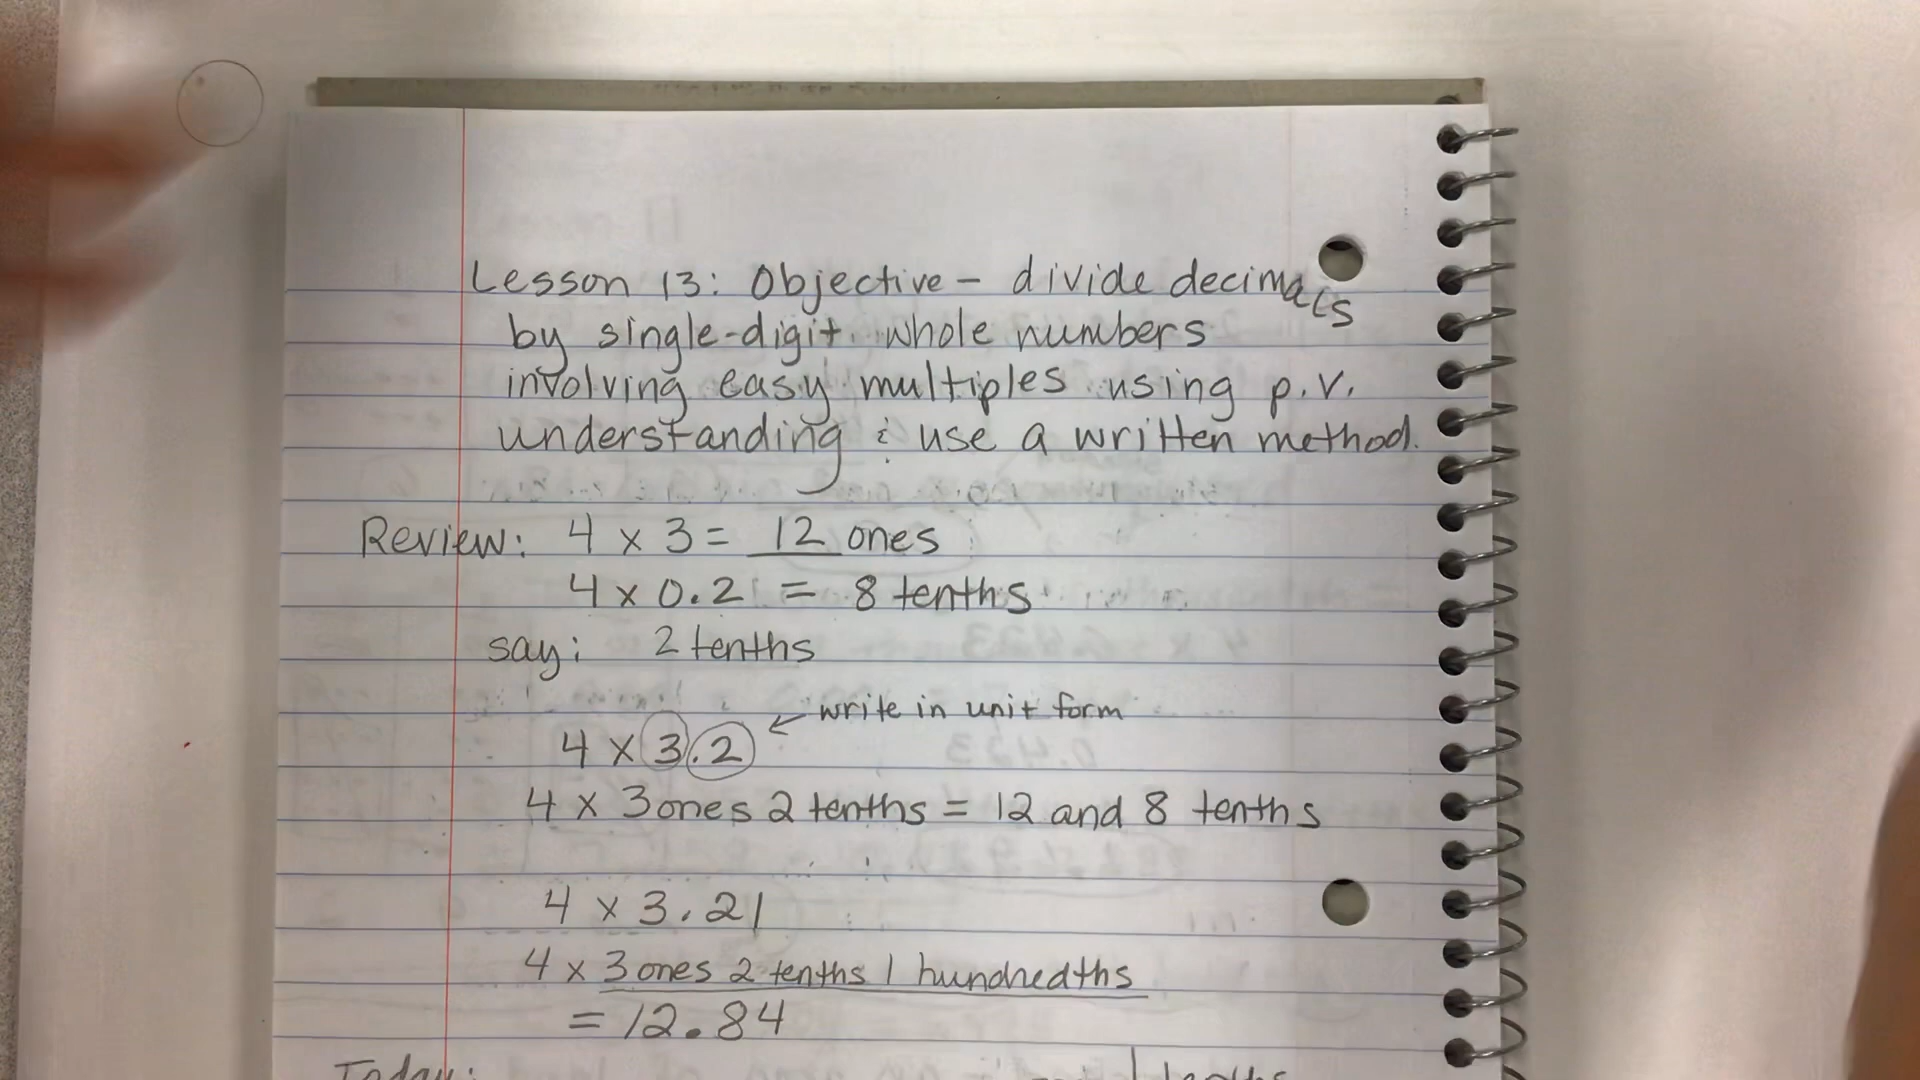 Lesson 13: Objective - divide decimals
by single-digit whole numbers
involving easy multiples using p.v.
understanding & use a written method.
Review: 4 x 3 = 12 ones
4 x 0.2 = 8 tenths
say: 2 tenths
write in unit form
4 x 3.2
4 x 3 ones 2 tenths = 12 and 8 tenths
4 x 3.21
4 x 3 ones 2 tenths 1 hundredths
= 12.84
Today: tenths